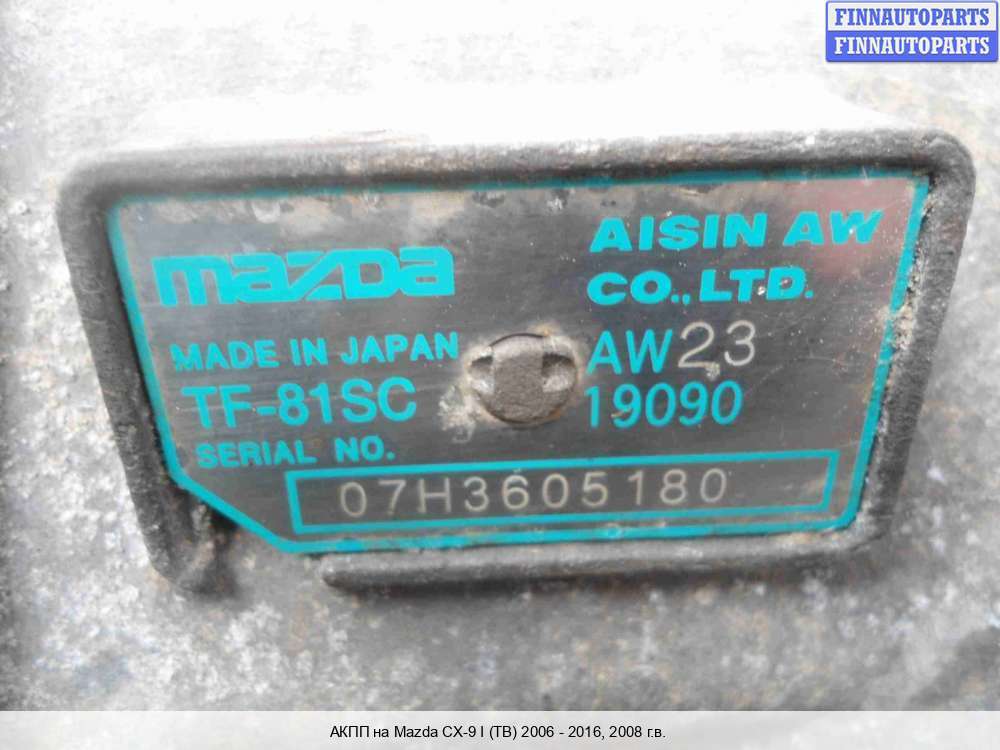 FINNAUTOPARTS
FINNAUTOPARTS
mazda
AISIN AW
CO., LTD.
MADE IN JAPAN
AW23
TF-81SC
19090
SERIAL NO.
07H3605180
АКПП на Mazda CX-9 I (TB) 2006 - 2016, 2008 г.в.